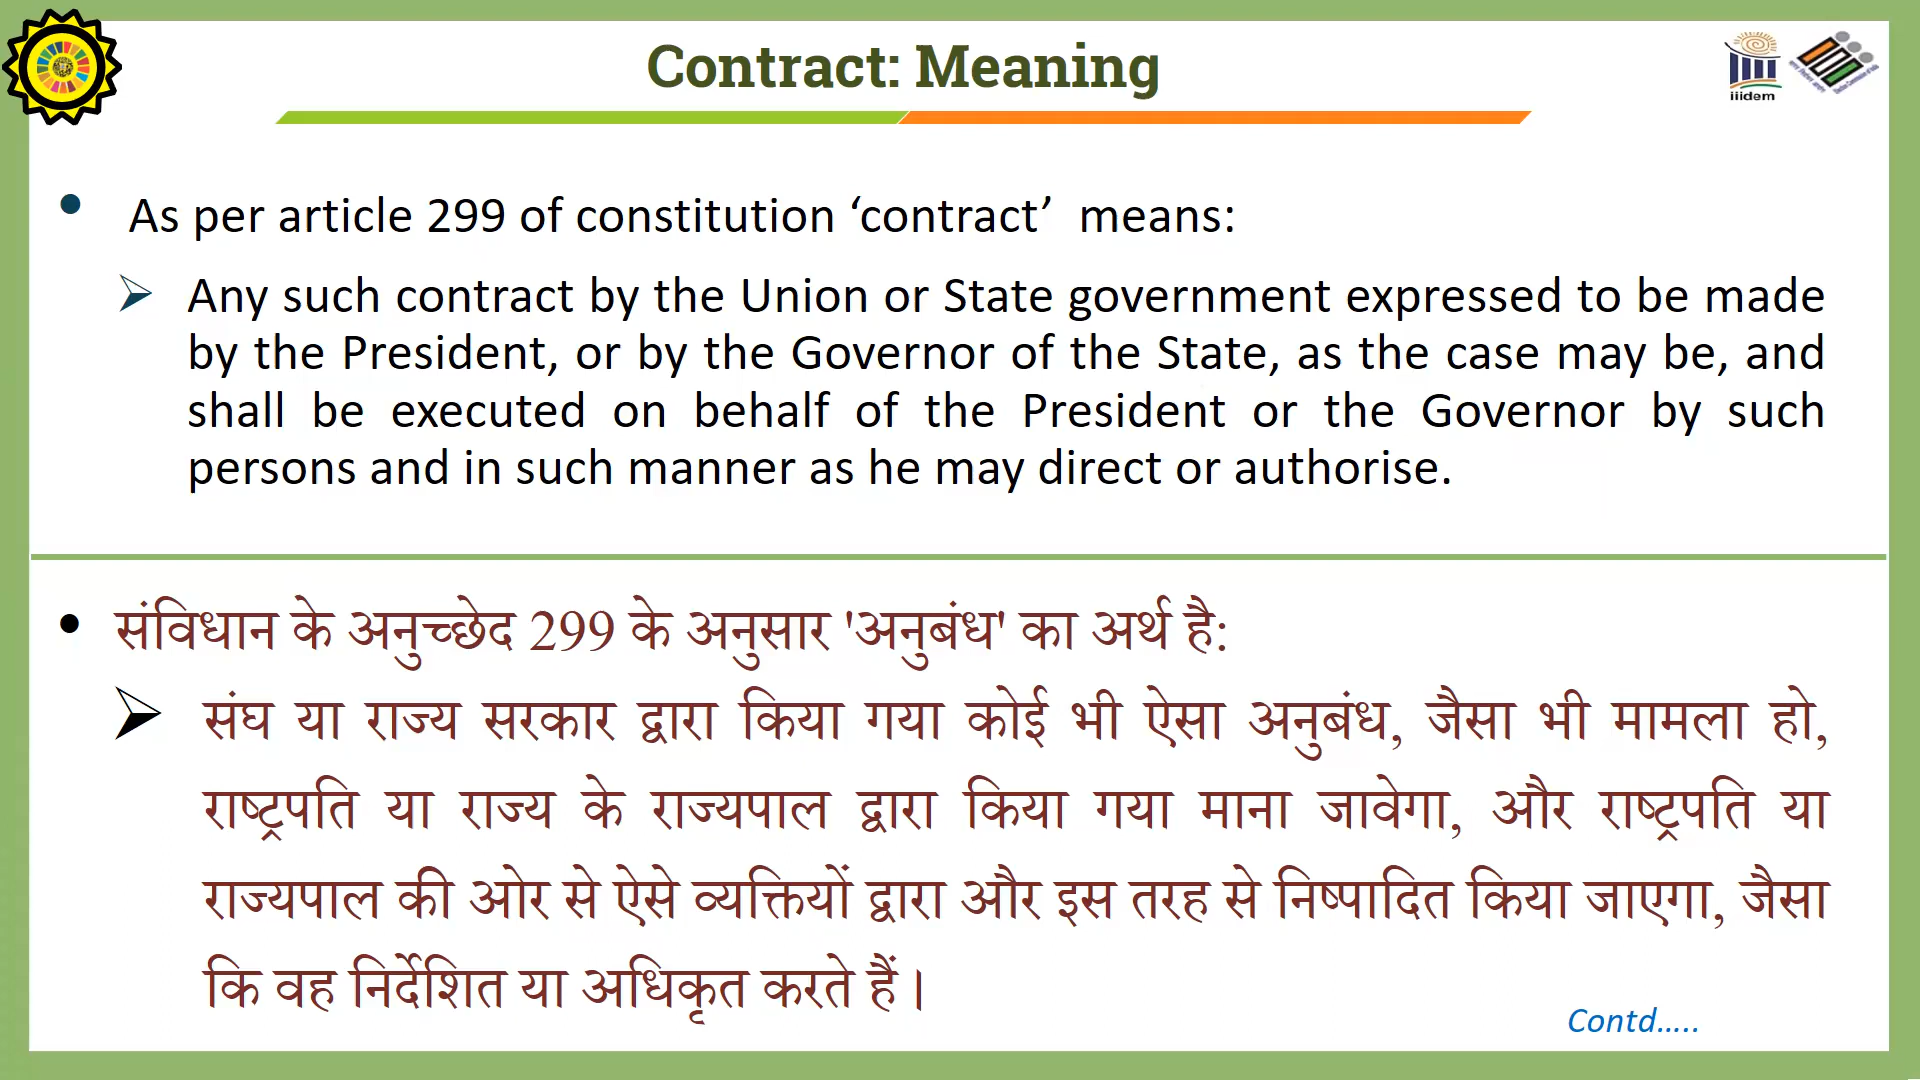 Contract: Meaning
iiidem
• As per article 299 of constitution ‘contract’ means:
➢ Any such contract by the Union or State government expressed to be made
by the President, or by the Governor of the State, as the case may be, and
shall be executed on behalf of the President or the Governor by such
persons and in such manner as he may direct or authorise.
• संविधान के अनुच्छेद 299 के अनुसार 'अनुबंध' का अर्थ है:
➢ संघ या राज्य सरकार द्वारा किया गया कोई भी ऐसा अनुबंध, जैसा भी मामला हो,
राष्ट्रपति या राज्य के राज्यपाल द्वारा किया गया माना जावेगा, और राष्ट्रपति या
राज्यपाल की ओर से ऐसे व्यक्तियों द्वारा और इस तरह से निष्पादित किया जाएगा, जैसा
कि वह निर्देशित या अधिकृत करते हैं।
Contd.....